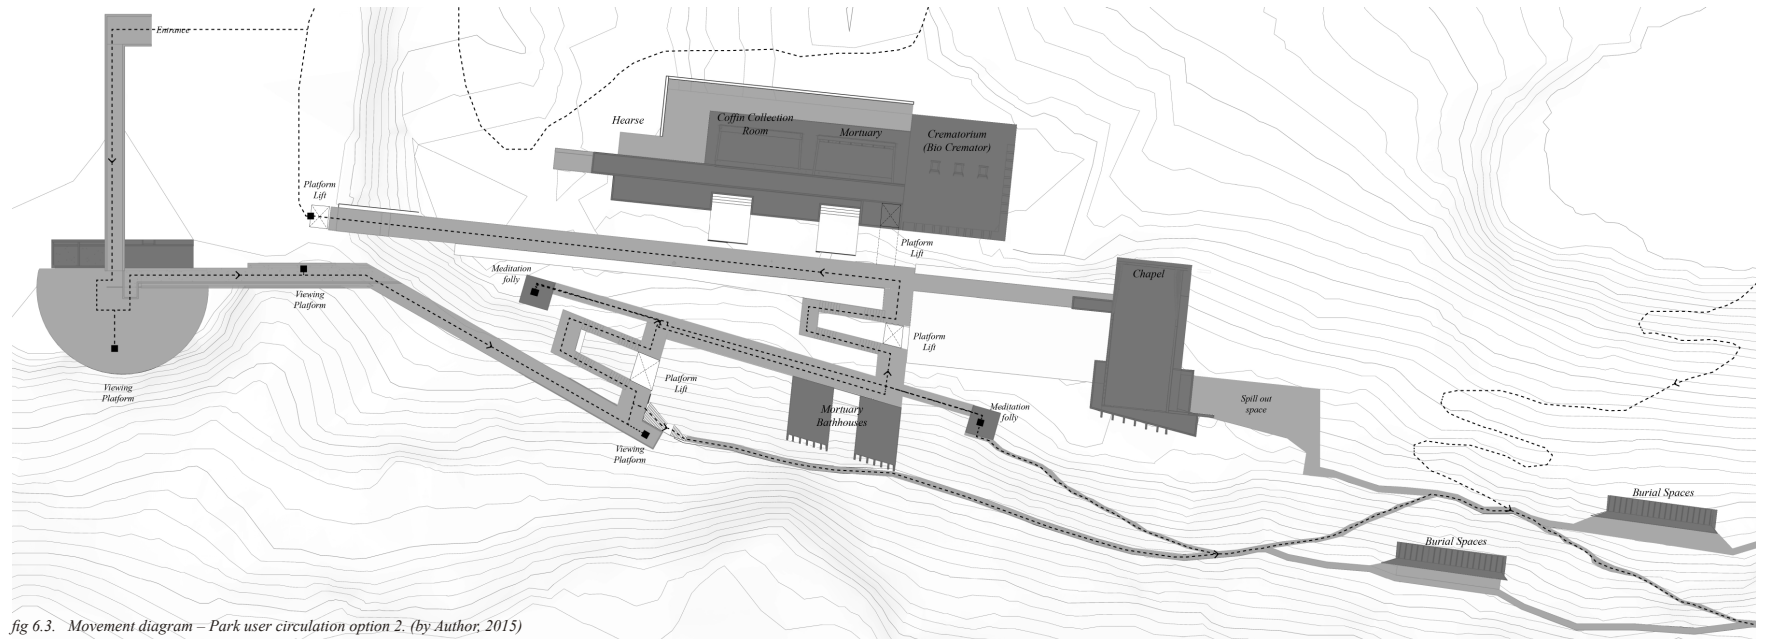 Entrance
Hearse
Coffin Collection
Room
Mortuary
Crematorium
(Bio Cremator)
Platform
Lift
Platform
Lift
Meditation
folly
Chapel
Viewing
Platform
Platform
Lift
Platform
Lift
Viewing
Platform
Mortuary
Bathhouses
Meditation
folly
Spill out
space
Viewing
Platform
Burial Spaces
Burial Spaces
fig 6.3. Movement diagram – Park user circulation option 2. (by Author, 2015)